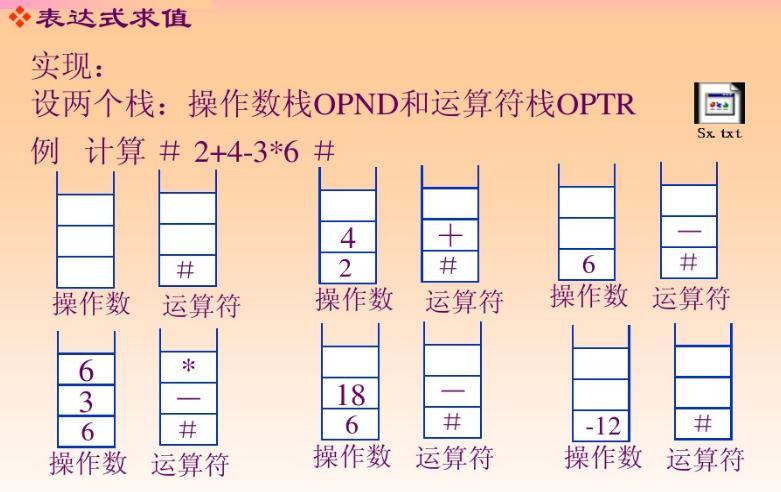 ❖表达式求值
实现：
设两个栈：操作数栈OPND和运算符栈OPTR
Sx. txt
例 计算 # 2+4-3*6 #
#
操作数 运算符
4 +
2 #
操作数 运算符
-
6 #
操作数 运算符
6 *
3 -
6 #
操作数 运算符
18 -
6 #
操作数 运算符
-12 #
操作数 运算符